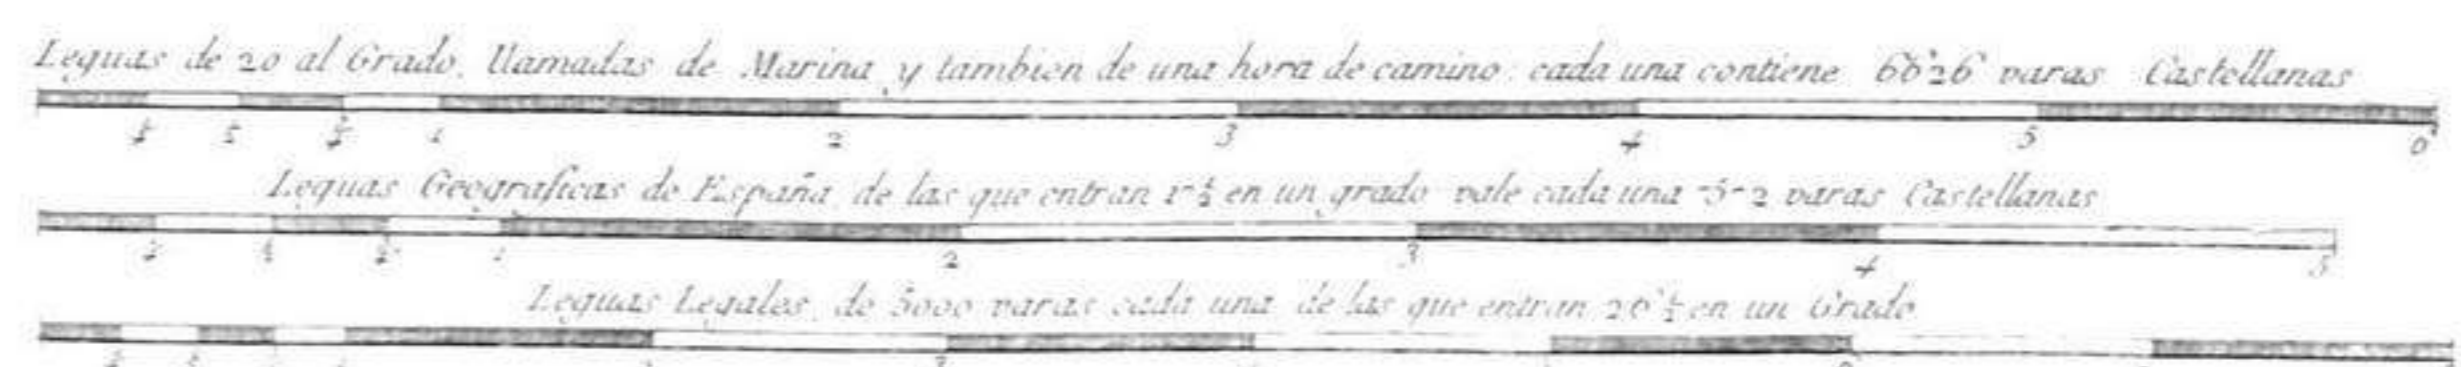 Leguas de 20 al Grado, llamadas de Marina, y tambien de una hora de camino: cada una contiene 6626 varas Castellanas
1 2 3 4 5 6
Leguas Geograficas de España, de las que entran 17½ en un grado vale cada una 7572 varas Castellanas
1 2 3 4 5
Leguas Legales, de 5000 varas cada una de las que entran 26½ en un Grado